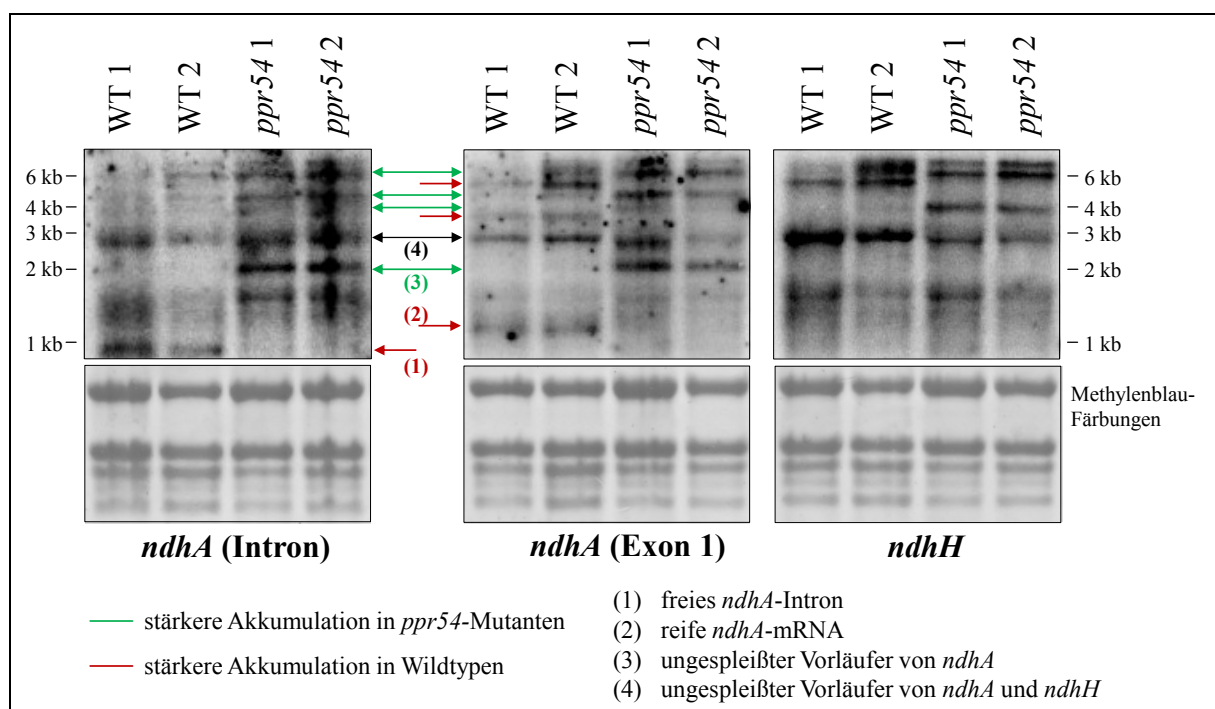 WT 1
WT 2
ppr54 1
ppr54 2
WT 1
WT 2
ppr54 1
ppr54 2
WT 1
WT 2
ppr54 1
ppr54 2
6 kb
4 kb
3 kb
2 kb
1 kb
(4)
(3)
(2)
(1)
6 kb
4 kb
3 kb
2 kb
1 kb
Methylenblau-
Färbungen
ndhA (Intron)
ndhA (Exon 1)
ndhH
stärkere Akkumulation in ppr54-Mutanten
stärkere Akkumulation in Wildtypen
(1) freies ndhA-Intron
(2) reife ndhA-mRNA
(3) ungespleißter Vorläufer von ndhA
(4) ungespleißter Vorläufer von ndhA und ndhH